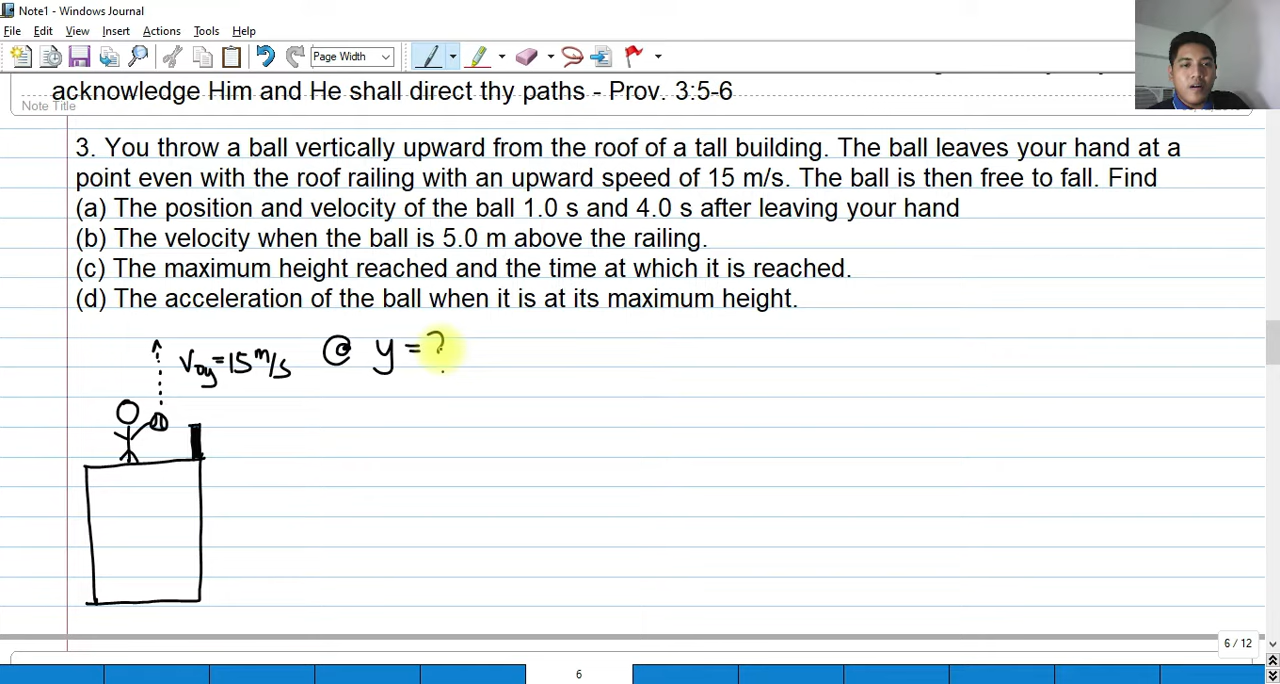 Note1 - Windows Journal
File Edit View Insert Actions Tools Help
Page Width
acknowledge Him and He shall direct thy paths - Prov. 3:5-6
Note Title
3. You throw a ball vertically upward from the roof of a tall building. The ball leaves your hand at a
point even with the roof railing with an upward speed of 15 m/s. The ball is then free to fall. Find
(a) The position and velocity of the ball 1.0 s and 4.0 s after leaving your hand
(b) The velocity when the ball is 5.0 m above the railing.
(c) The maximum height reached and the time at which it is reached.
(d) The acceleration of the ball when it is at its maximum height.
Voy=15 m/s @ y = ?
6 / 12
6